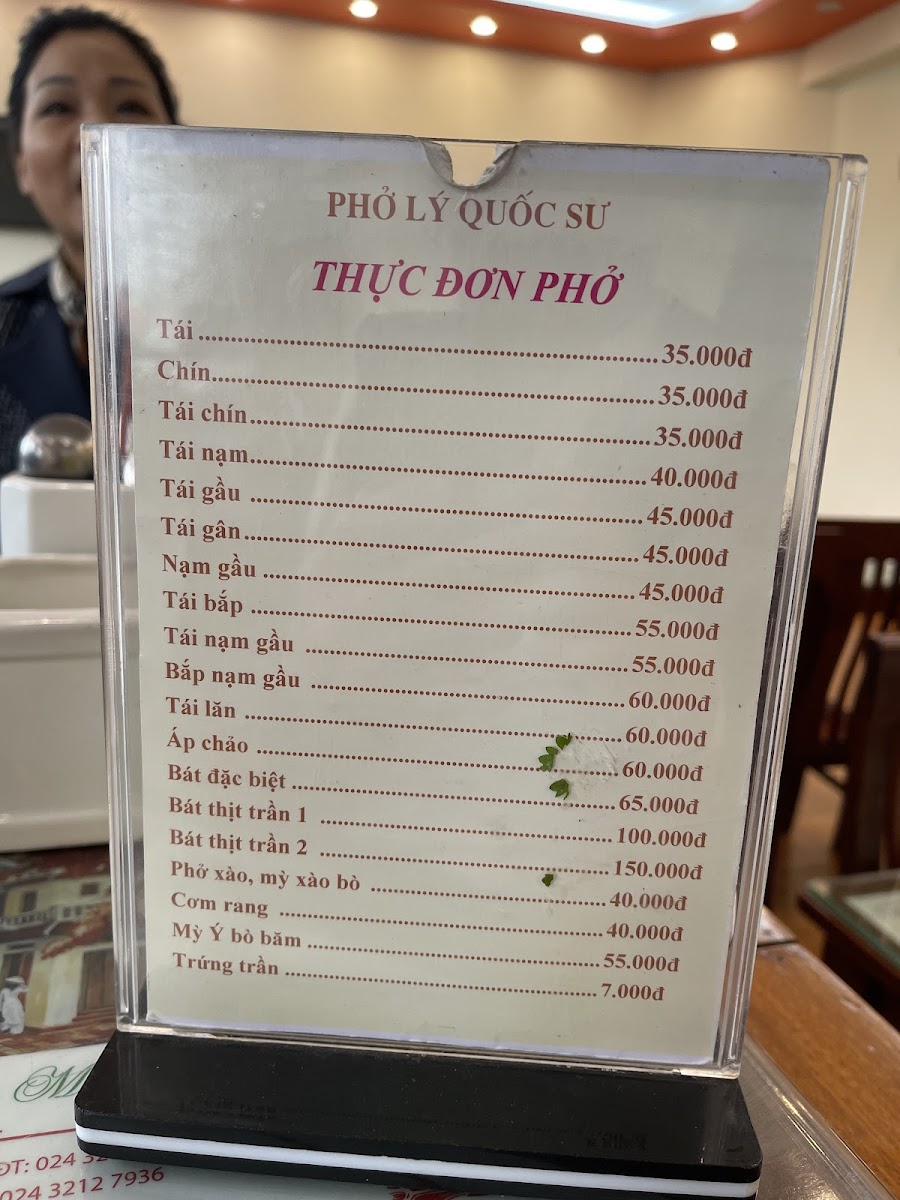 PHỞ LÝ QUỐC SƯ
THỰC ĐƠN PHỞ
Tái 35.000đ
Chín 35.000đ
Tái chín 35.000đ
Tái nạm 40.000đ
Tái gầu 45.000đ
Tái gân 45.000đ
Nạm gầu 45.000đ
Tái bắp 55.000đ
Tái nạm gầu 55.000đ
Bắp nạm gầu 60.000đ
Tái lăn 60.000đ
Áp chảo 60.000đ
Bát đặc biệt 65.000đ
Bát thịt trần 1 100.000đ
Bát thịt trần 2 150.000đ
Phở xào, mỳ xào bò 40.000đ
Cơm rang 40.000đ
Mỳ Ý bò băm 55.000đ
Trứng trần 7.000đ
ĐT: 024
024 3212 7936